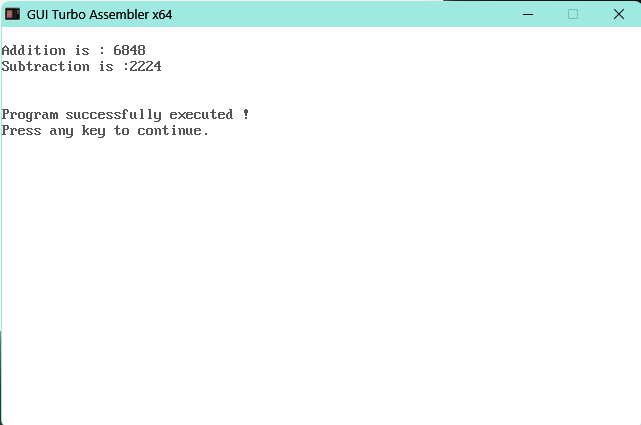 GUI Turbo Assembler x64
Addition is : 6848
Subtraction is :2224
Program successfully executed !
Press any key to continue.